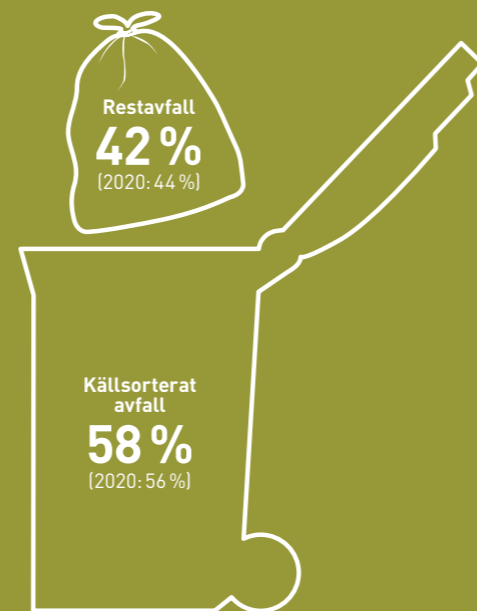 Restavfall
42 %
(2020: 44 %)
Källsorterat
avfall
58 %
(2020: 56 %)